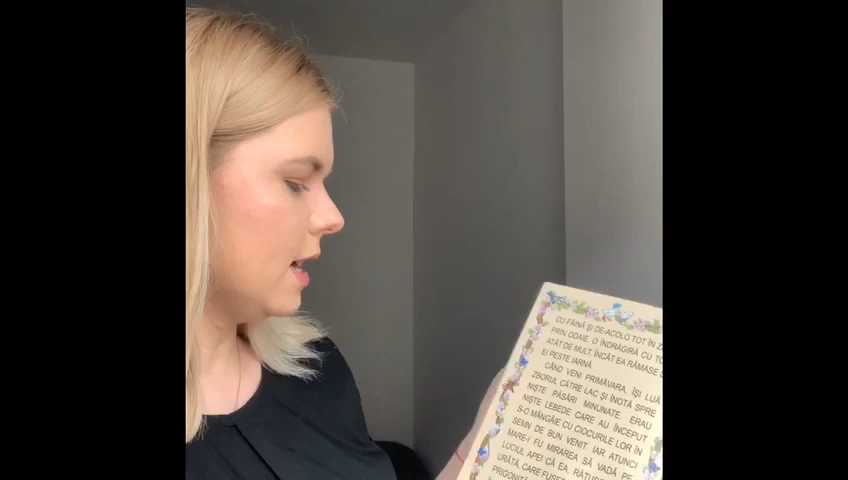 CU FĂINĂ ȘI DE-ACOLO TOT ÎN
PRIN ODAIE. O ÎNDRĂGIRĂ CU
ATÂT DE MULT, ÎNCÂT EA RĂMASE
EI PESTE IARNĂ.
CÂND VENI PRIMĂVARA, ÎȘI LUĂ
ZBORUL CĂTRE LAC ȘI ÎNOTĂ SPRE
NIȘTE PĂSĂRI MINUNATE. ERAU
NIȘTE LEBEDE CARE AU ÎNCEPUT
S-O MÂNGÂIE CU CIOCURILE LOR ÎN
SEMN DE BUN VENIT. IAR ATUNCI
MARE-I FU MIRAREA SĂ VADĂ PE
LUCIUL APEI CĂ EA,
URÂTĂ, CARE